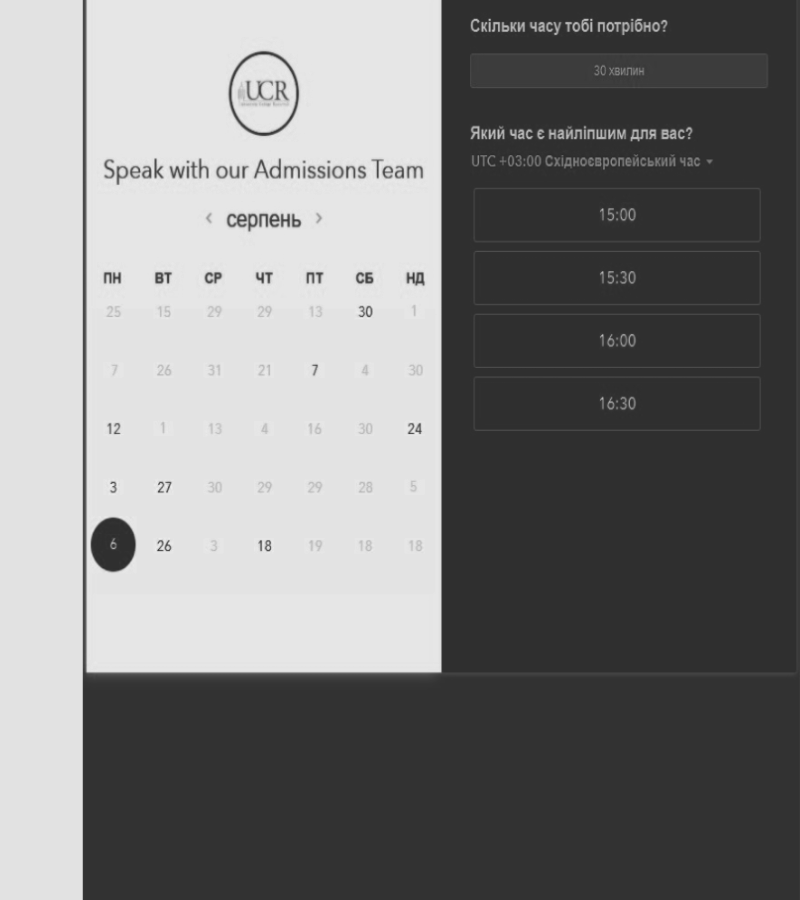 UCR
Speak with our Admissions Team
< серпень >
ПН ВТ СР ЧТ ПТ СБ НД
25 15 29 29 13 30 1
7 26 31 21 7 4 30
12 1 13 4 16 30 24
3 27 30 29 29 28 5
6 26 3 18 19 18 18
Скільки часу тобі потрібно?
30 хвилин
Який час є найліпшим для вас?
UTC +03:00 Східноєвропейський час
15:00
15:30
16:00
16:30